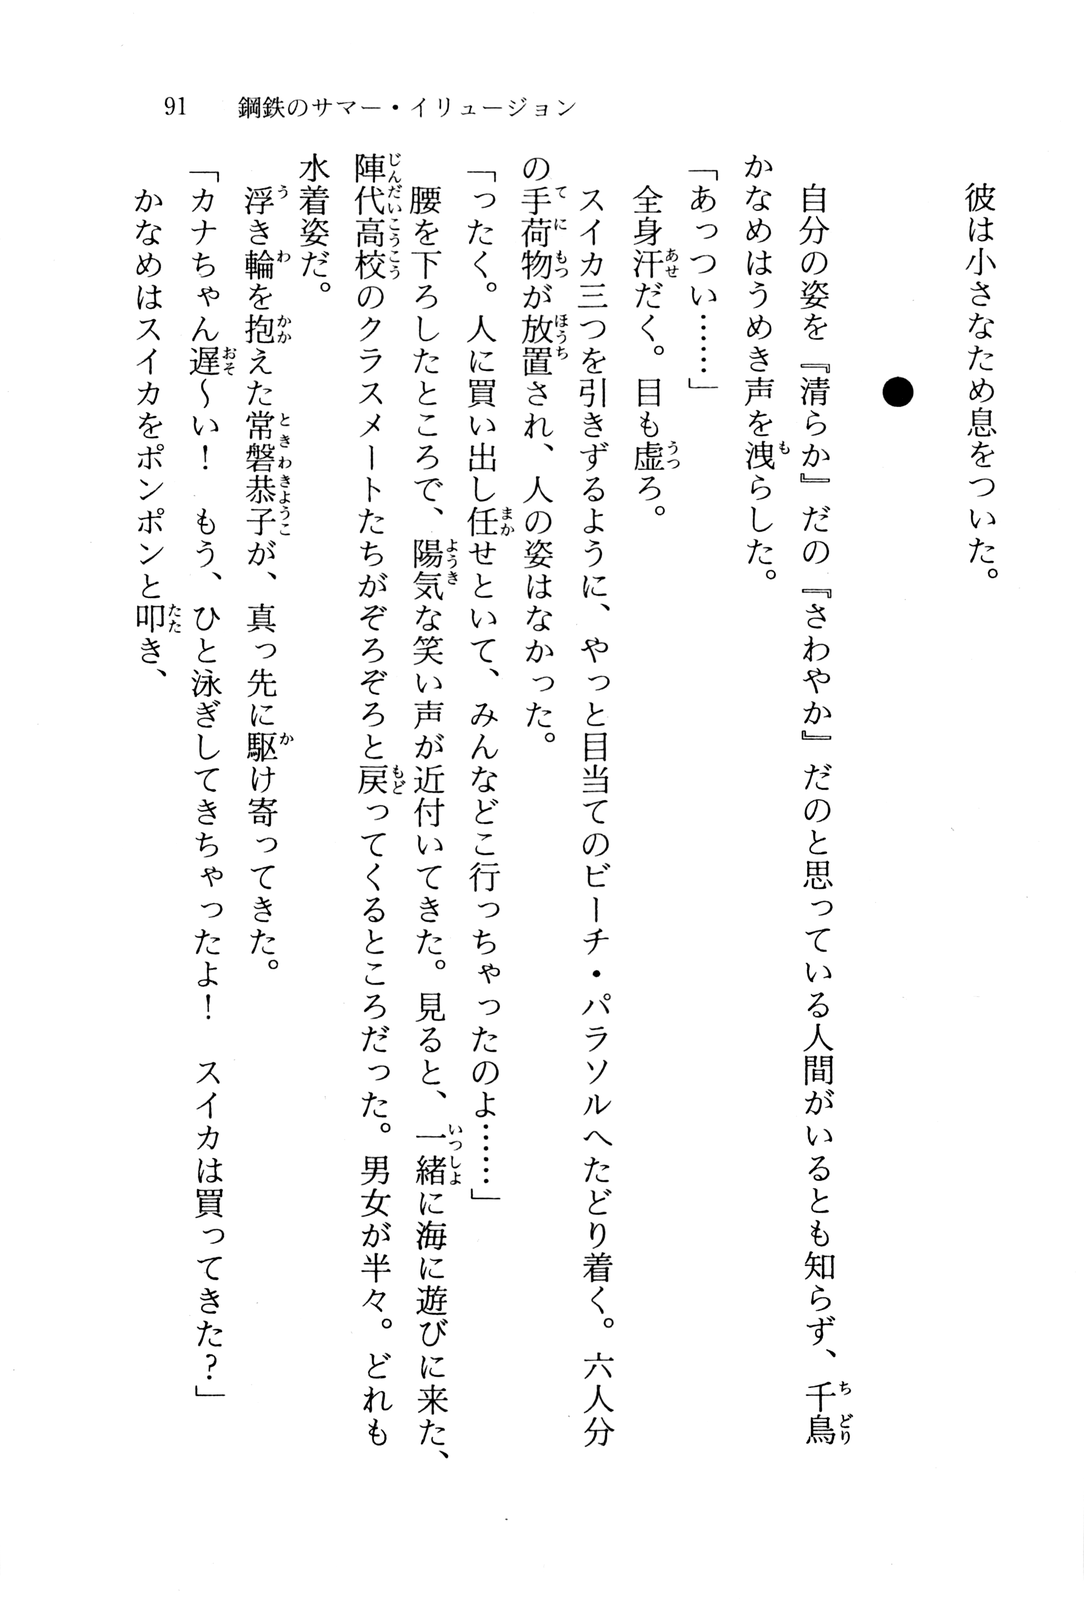 91　鋼鉄のサマー・イリュージョン
彼は小さなため息をついた。
●
自分の姿を『清らか』だの『さわやか』だのと思っている人間がいるとも知らず、千鳥
かなめはうめき声を洩らした。
「あっつい……」
全身汗だく。目も虚ろ。
スイカ三つを引きずるように、やっと目当てのビーチ・パラソルへたどり着く。六人分
の手荷物が放置され、人の姿はなかった。
「ったく。人に買い出し任せといて、みんなどこ行っちゃったのよ……」
腰を下ろしたところで、陽気な笑い声が近付いてきた。見ると、一緒に海に遊びに来た、
陣代高校のクラスメートたちがぞろぞろと戻ってくるところだった。男女が半々。どれも
水着姿だ。
浮き輪を抱えた常磐恭子が、真っ先に駆け寄ってきた。
「カナちゃん遅〜い！　もう、ひと泳ぎしてきちゃったよ！　スイカは買ってきた？」
かなめはスイカをポンポンと叩き、